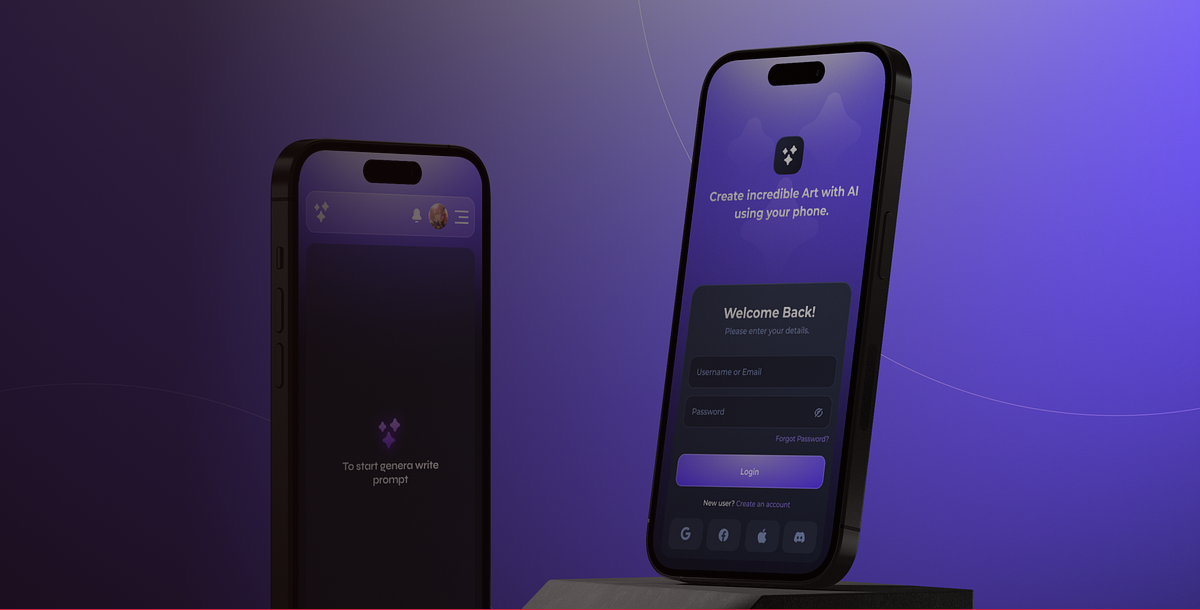 To start genera write
prompt
Create incredible Art with AI
using your phone.
Welcome Back!
Please enter your details.
Username or Email
Password
Forgot Password?
Login
New user? Create an account